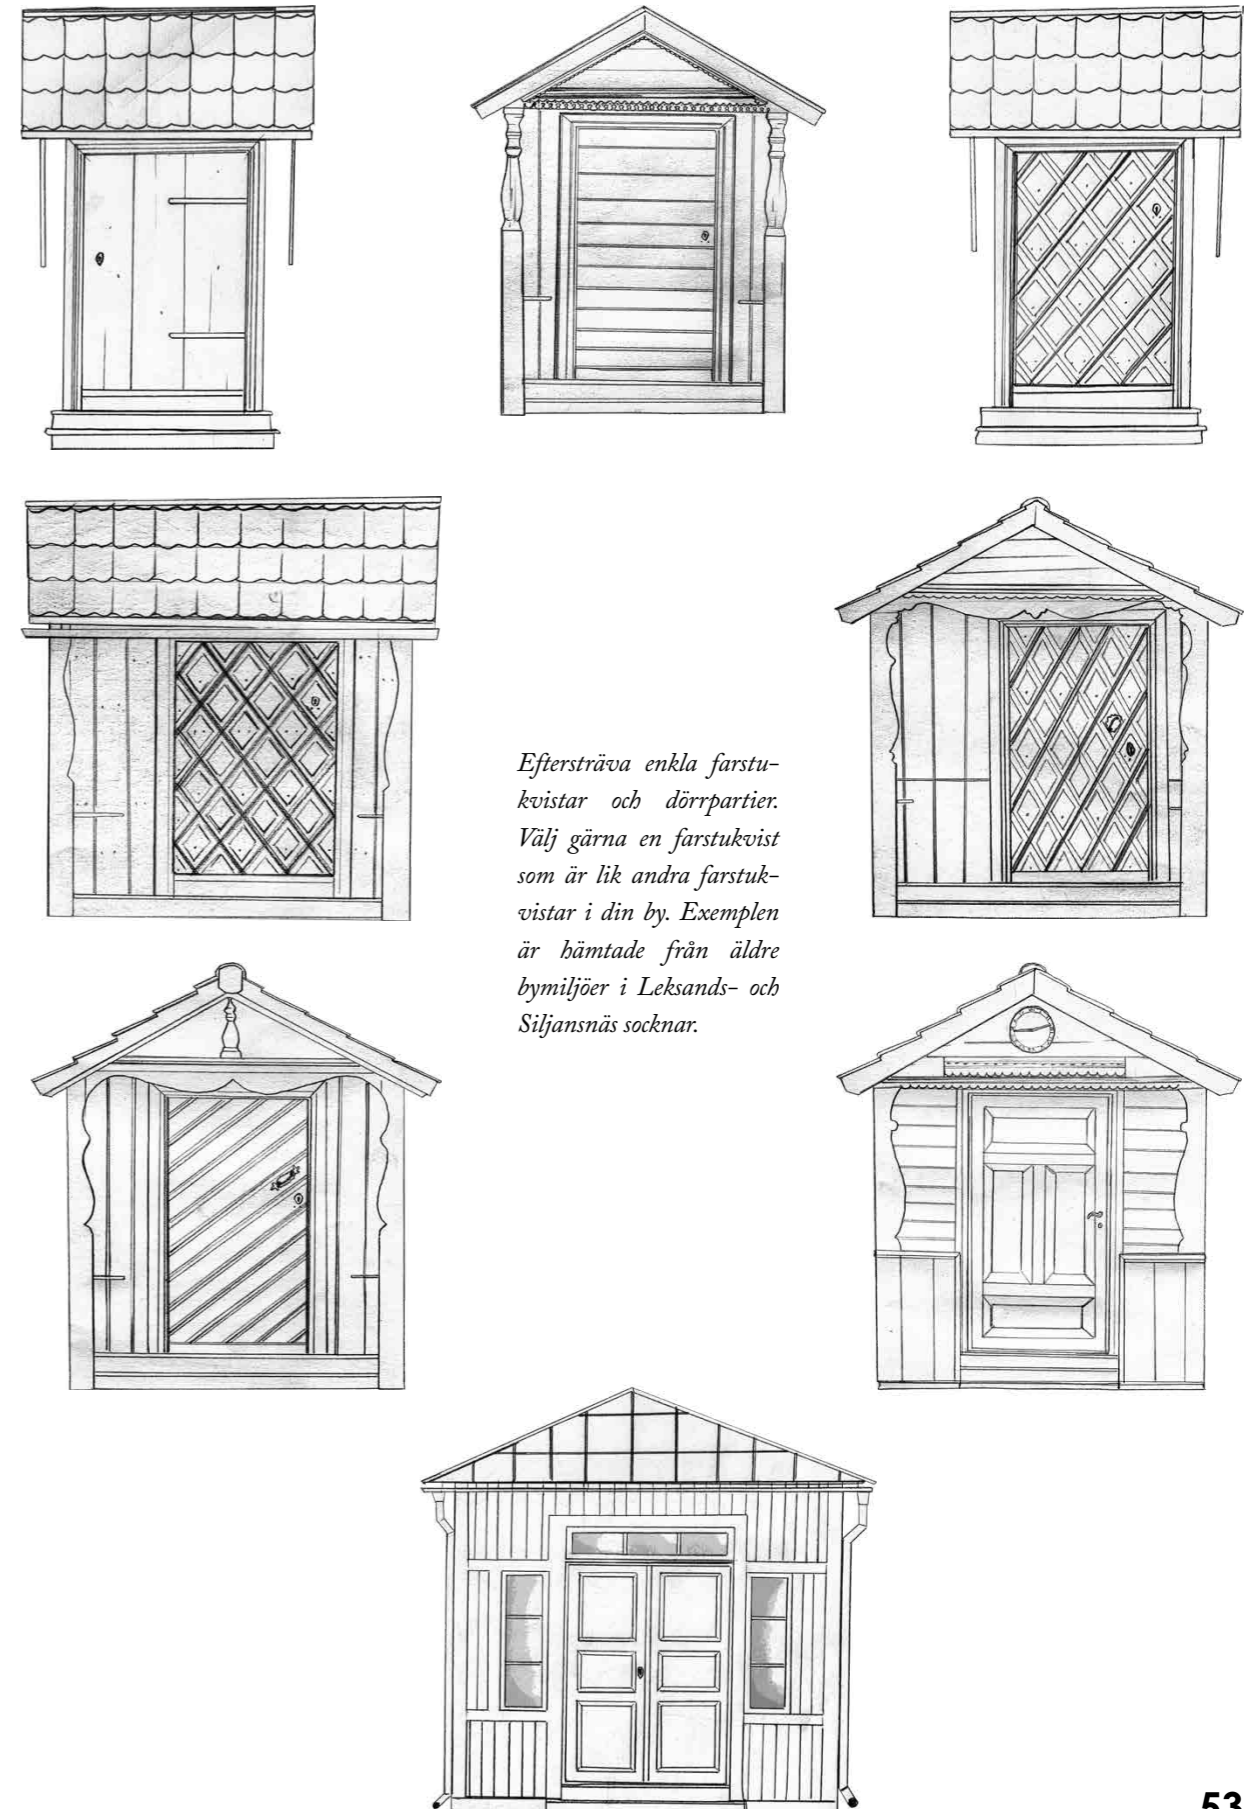 Eftersträva enkla farstu-
kvistar och dörrpartier.
Välj gärna en farstukvist
som är lik andra farstuk-
vistar i din by. Exemplen
är hämtade från äldre
bymiljöer i Leksands- och
Siljansnäs socknar.
53